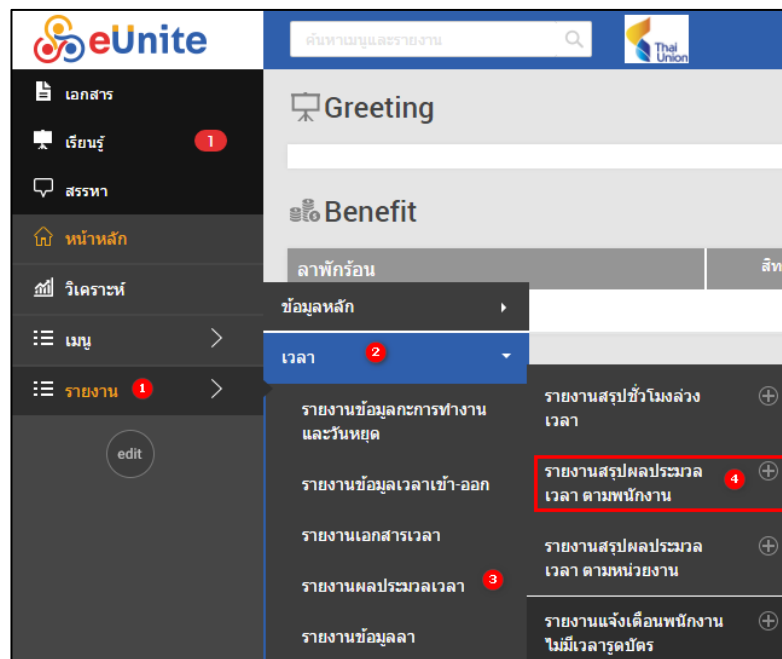 eUnite
ค้นหาเมนูและรายงาน
Thai
Union
เอกสาร
เรียนรู้
1
สรรหา
หน้าหลัก
วิเคราะห์
เมนู
รายงาน 1
edit
Greeting
Benefit
ลาพักร้อน
สิท
ข้อมูลหลัก
เวลา 2
รายงานข้อมูลกะการทำงาน
และวันหยุด
รายงานข้อมูลเวลาเข้า-ออก
รายงานเอกสารเวลา
รายงานผลประมวลเวลา 3
รายงานข้อมูลลา
รายงานสรุปชั่วโมงล่วง
เวลา
รายงานสรุปผลประมวล
เวลา ตามพนักงาน 4
รายงานสรุปผลประมวล
เวลา ตามหน่วยงาน
รายงานแจ้งเตือนพนักงาน
ไม่มีเวลารูดบัตร